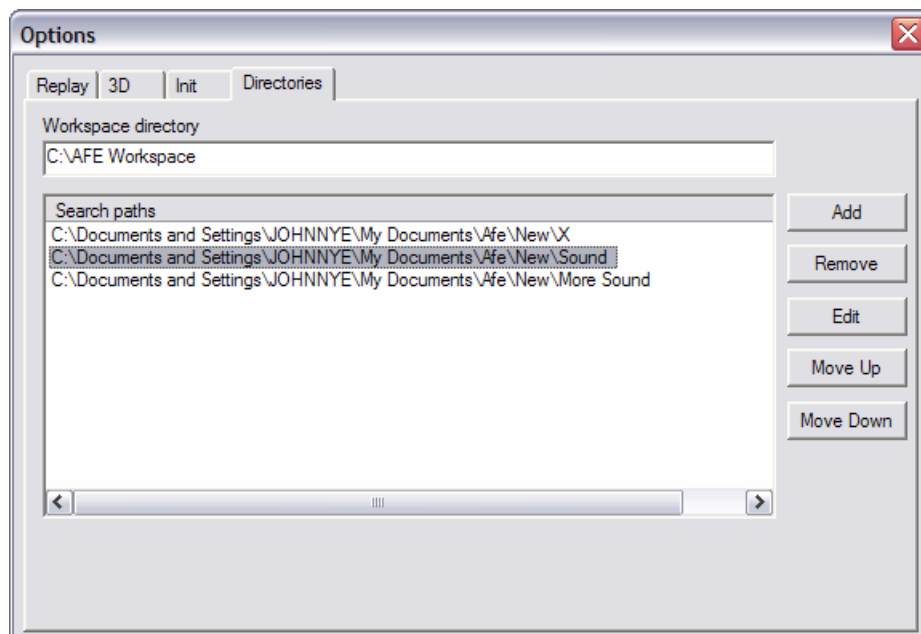 Options
Replay 3D Init Directories
Workspace directory
C:\AFE Workspace
Search paths
C:\Documents and Settings\JOHNNYE\My Documents\Afe\New\X
C:\Documents and Settings\JOHNNYE\My Documents\Afe\New\Sound
C:\Documents and Settings\JOHNNYE\My Documents\Afe\New\More Sound
Add
Remove
Edit
Move Up
Move Down